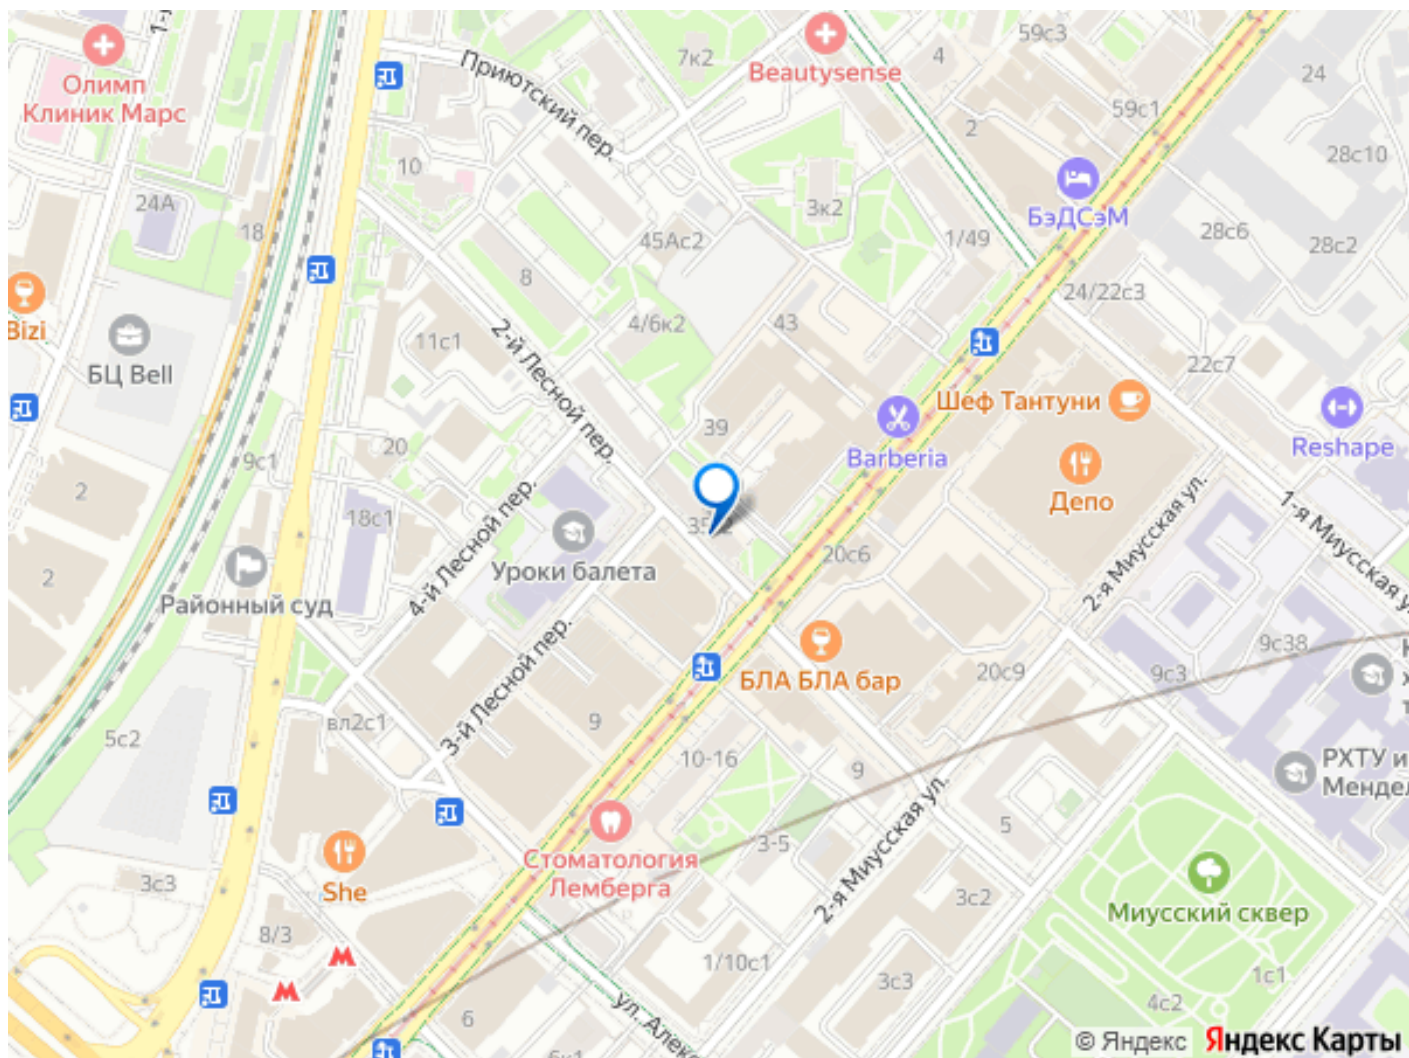 59с3
7к2
4
Beautysense
24
Олимп
Клиник Марс
Приютский пер.
59с1
2
28с10
10
24А
3к2
БэДСэМ
18
45Ас2
1/49
28с6
28с2
8
24/22с3
Bizi
4/6к2
43
БЦ Bell
11с1
2-й Лесной пер.
22с7
Шеф Тантуни
39
20
Barberia
Reshape
9с1
2
Депо
4-й Лесной пер.
18с1
2-я Миусская ул.
1-я Миусская у
20с6
2
Уроки балета
Районный суд
3-й Лесной пер.
9с38
БЛА БЛА бар
20с9
9с3
5с2
вл2с1
9
10-16
9
РХТУ и
Мендел
2-я Миусская ул.
3-5
5
Стоматология
Лемберга
3с3
She
3с2
Миусский сквер
8/3
1/10с1
3с3
1с1
4с2
6
ул. Алекс
6к1
© Яндекс Яндекс Карты